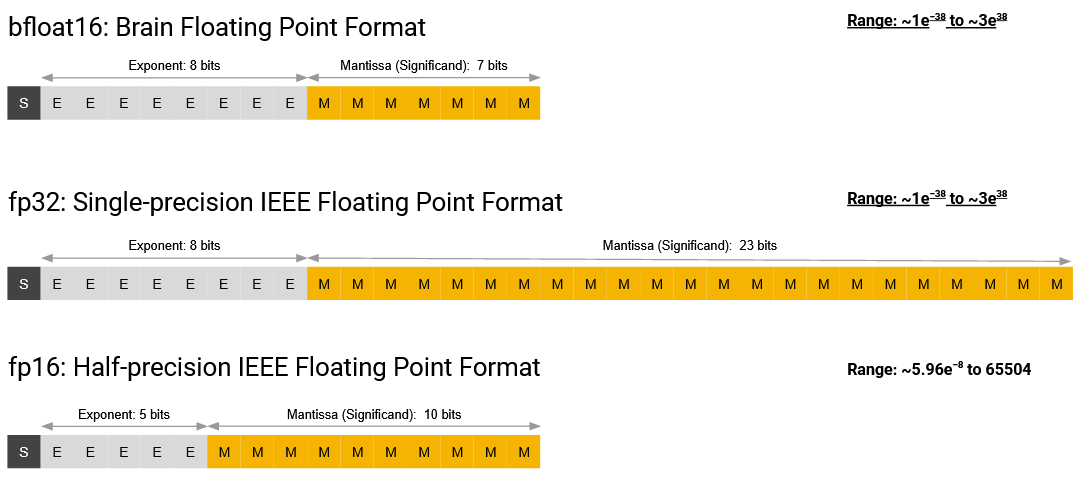 bfloat16: Brain Floating Point Format
Range: ~1e⁻³⁸ to ~3e³⁸
Exponent: 8 bits
Mantissa (Significand): 7 bits
S E E E E E E E E M M M M M M M
fp32: Single-precision IEEE Floating Point Format
Range: ~1e⁻³⁸ to ~3e³⁸
Exponent: 8 bits
Mantissa (Significand): 23 bits
S E E E E E E E E M M M M M M M M M M M M M M M M M M M M M M M
fp16: Half-precision IEEE Floating Point Format
Range: ~5.96e⁻⁸ to 65504
Exponent: 5 bits
Mantissa (Significand): 10 bits
S E E E E E M M M M M M M M M M